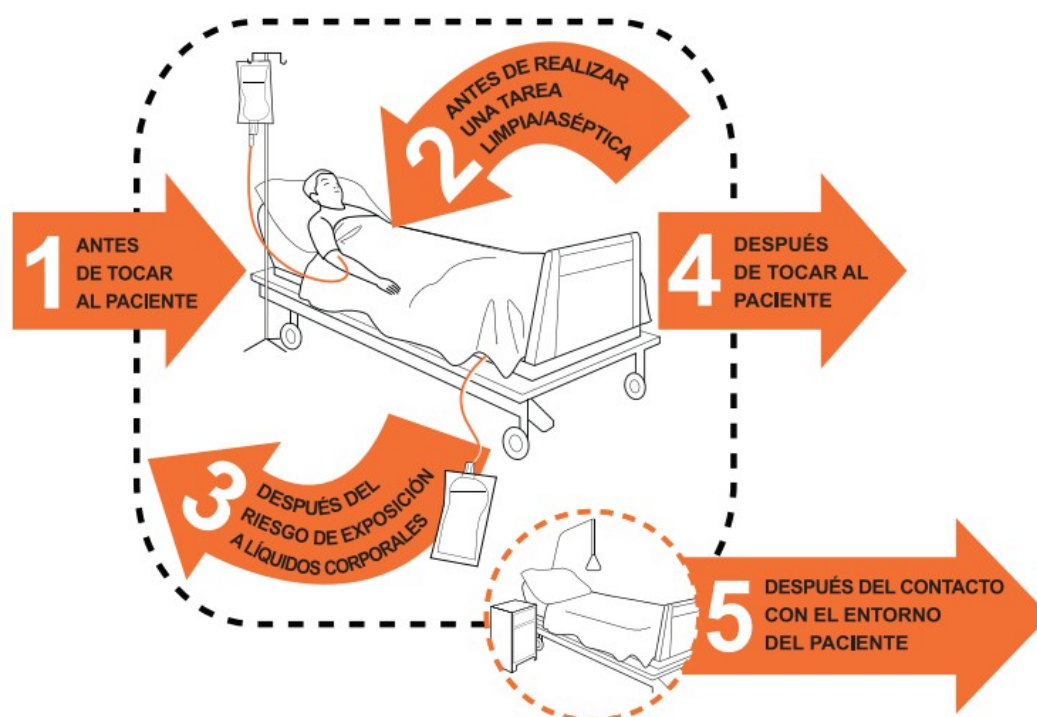 1
ANTES
DE TOCAR
AL PACIENTE
2
ANTES DE REALIZAR
UNA TAREA
LIMPIA/ASÉPTICA
3
DESPUÉS DEL
RIESGO DE EXPOSICIÓN
A LÍQUIDOS CORPORALES
4
DESPUÉS
DE TOCAR AL
PACIENTE
5
DESPUÉS DEL CONTACTO
CON EL ENTORNO
DEL PACIENTE